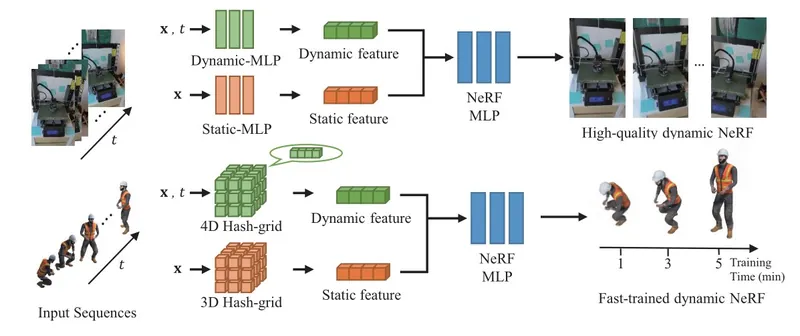 x , t
Dynamic-MLP
Dynamic feature
x
Static-MLP
Static feature
NeRF
MLP
...
High-quality dynamic NeRF
t
x , t
4D Hash-grid
Dynamic feature
x
3D Hash-grid
Static feature
NeRF
MLP
1 3 5 Training
Time (min)
Fast-trained dynamic NeRF
t
Input Sequences